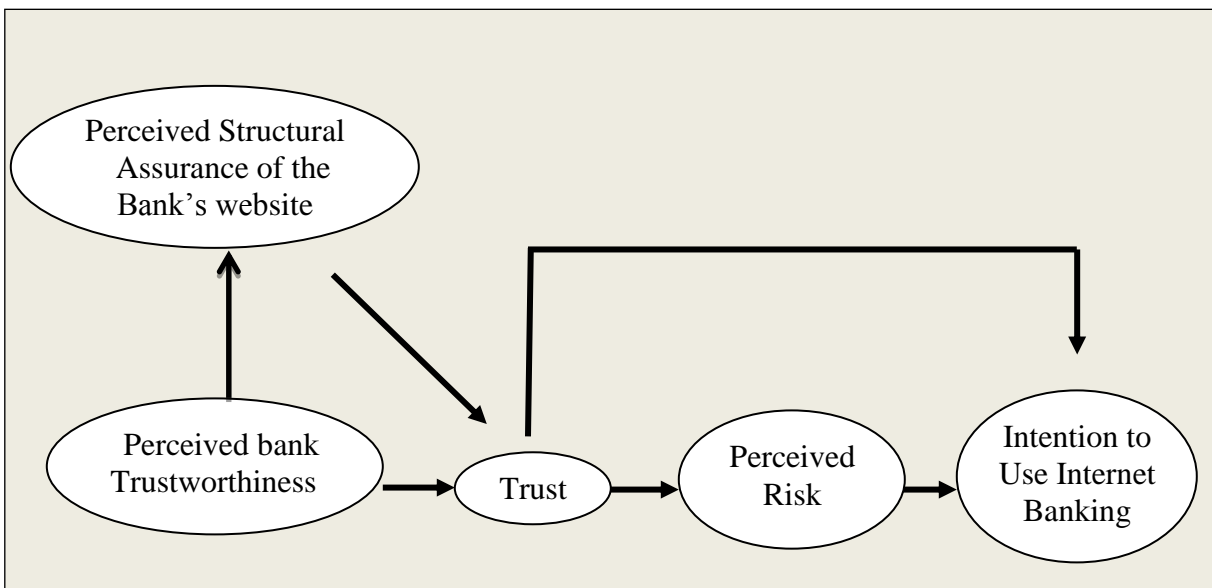 Perceived Structural
Assurance of the
Bank’s website
Perceived bank
Trustworthiness
Trust
Perceived
Risk
Intention to
Use Internet
Banking